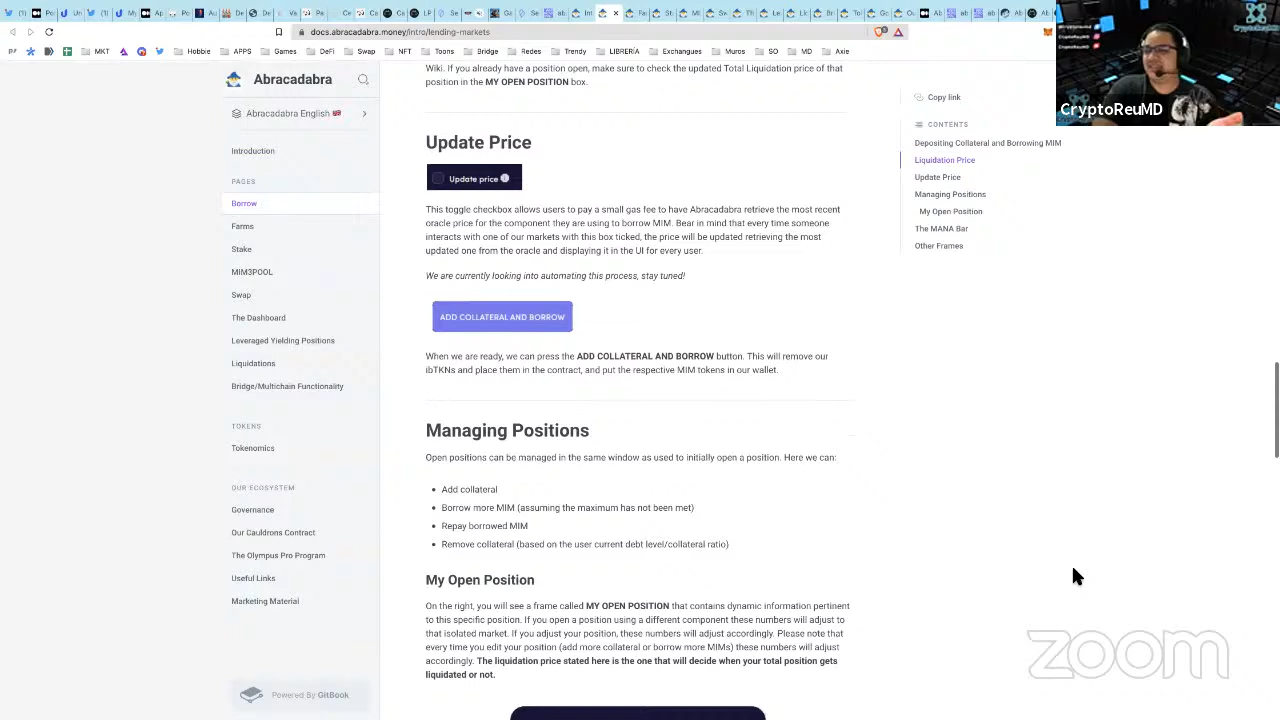 docs.abracadabra.money/intro/lending-markets
MKT
Hobbie
APPS
Games
DeFi
Swap
NFT
Toons
Bridge
Redes
Trendy
LIBRERÍA
Exchangues
Muros
SO
MD
Axie
CryptoReuMD
Abracadabra
Abracadabra English
Introduction
PAGES
Borrow
Farms
Stake
MIM3POOL
Swap
The Dashboard
Leveraged Yielding Positions
Liquidations
Bridge/Multichain Functionality
TOKENS
Tokenomics
OUR ECOSYSTEM
Governance
Our Cauldrons Contract
The Olympus Pro Program
Useful Links
Marketing Material
Powered By GitBook
Wiki. If you already have a position open, make sure to check the updated Total Liquidation price of that
position in the MY OPEN POSITION box.
Update Price
Update price
This toggle checkbox allows users to pay a small gas fee to have Abracadabra retrieve the most recent
oracle price for the component they are using to borrow MIM. Bear in mind that every time someone
interacts with one of our markets with this box ticked, the price will be updated retrieving the most
updated one from the oracle and displaying it in the UI for every user.
We are currently looking into automating this process, stay tuned!
ADD COLLATERAL AND BORROW
When we are ready, we can press the ADD COLLATERAL AND BORROW button. This will remove our
ibTKNs and place them in the contract, and put the respective MIM tokens in our wallet.
Managing Positions
Open positions can be managed in the same window as used to initially open a position. Here we can:
Add collateral
Borrow more MIM (assuming the maximum has not been met)
Repay borrowed MIM
Remove collateral (based on the user current debt level/collateral ratio)
My Open Position
On the right, you will see a frame called MY OPEN POSITION that contains dynamic information pertinent
to this specific position. If you open a position using a different component these numbers will adjust to
that isolated market. If you adjust your position, these numbers will adjust accordingly. Please note that
every time you edit your position (add more collateral or borrow more MIMs) these numbers will adjust
accordingly. The liquidation price stated here is the one that will decide when your total position gets
liquidated or not.
Copy link
CONTENTS
Depositing Collateral and Borrowing MIM
Liquidation Price
Update Price
Managing Positions
My Open Position
The MANA Bar
Other Frames
zoom